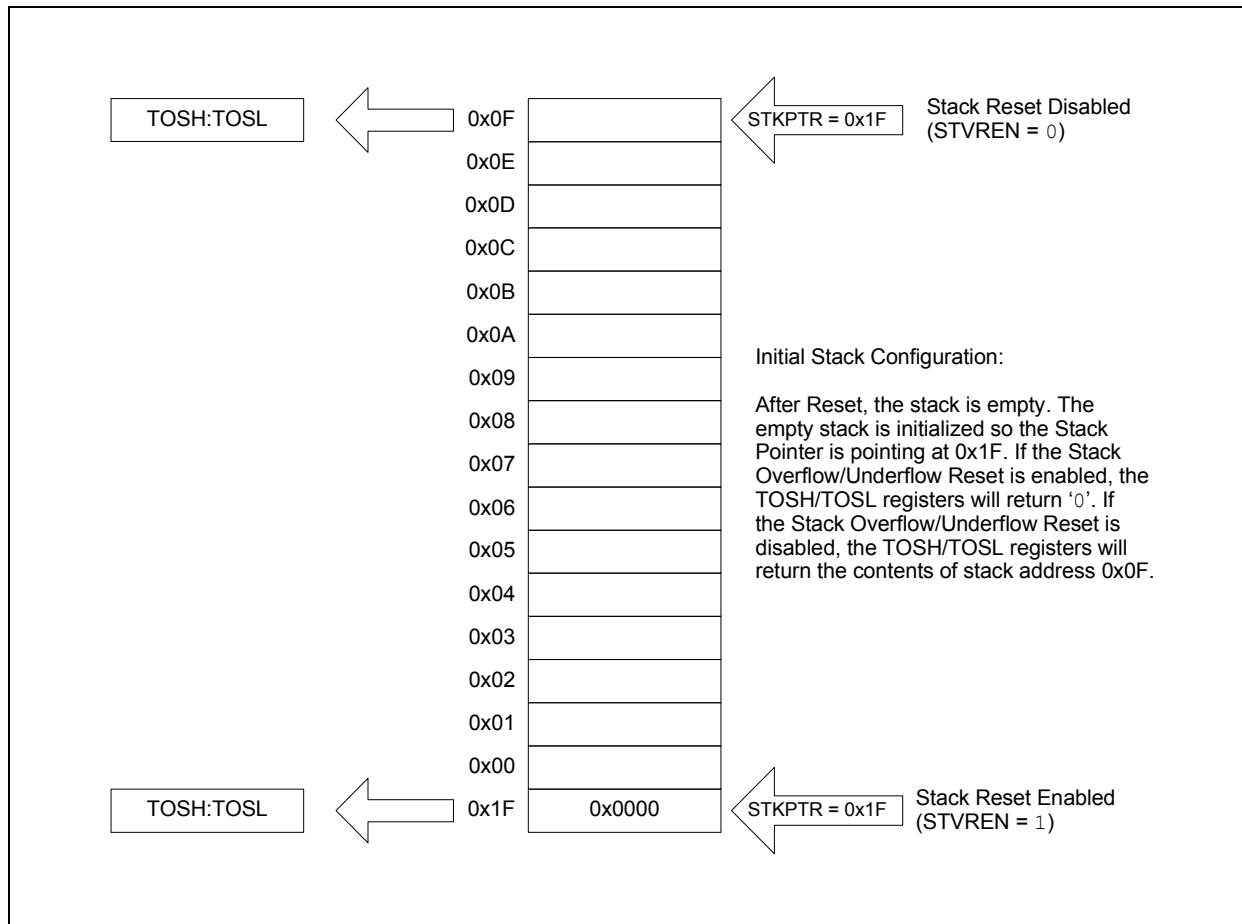 TOSH:TOSL
0x0F
STKPTR = 0x1F
Stack Reset Disabled
(STVREN = 0)
0x0E
0x0D
0x0C
0x0B
0x0A
0x09
0x08
0x07
0x06
0x05
0x04
0x03
0x02
0x01
0x00
Initial Stack Configuration:
After Reset, the stack is empty. The
empty stack is initialized so the Stack
Pointer is pointing at 0x1F. If the Stack
Overflow/Underflow Reset is enabled, the
TOSH/TOSL registers will return ‘0’. If
the Stack Overflow/Underflow Reset is
disabled, the TOSH/TOSL registers will
return the contents of stack address 0x0F.
TOSH:TOSL
0x1F
0x0000
STKPTR = 0x1F
Stack Reset Enabled
(STVREN = 1)